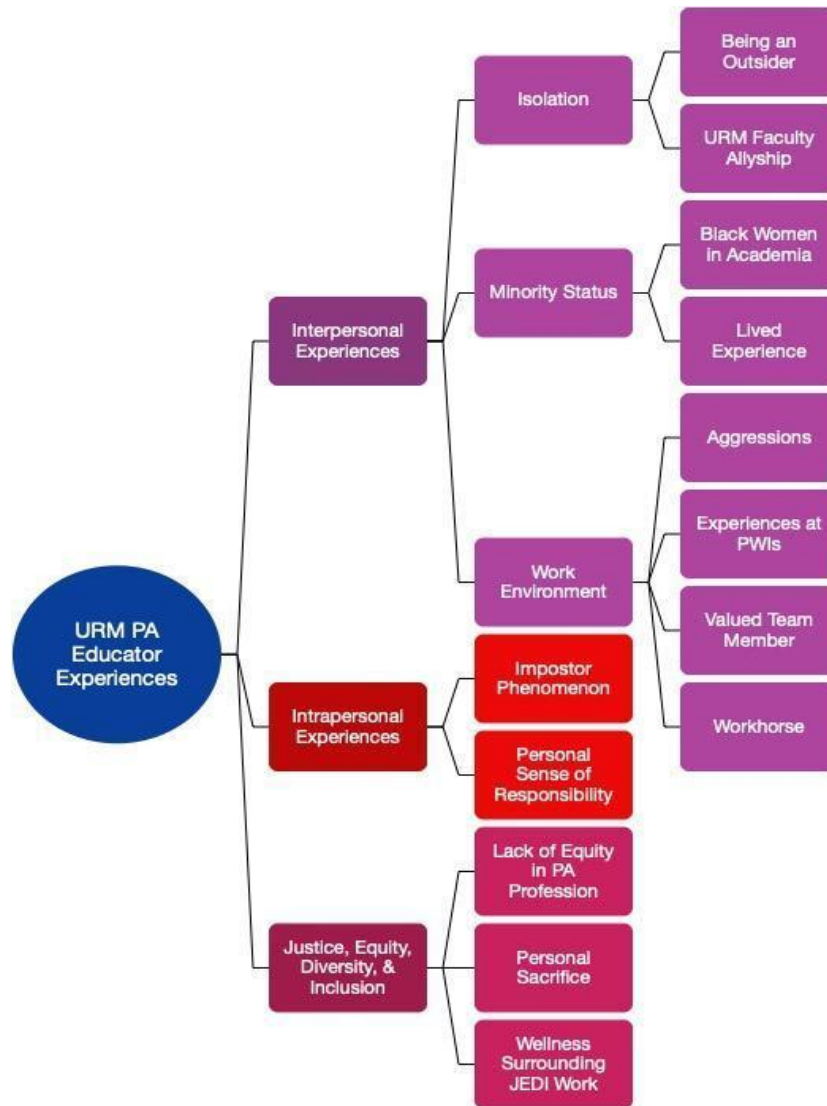 URM PA
Educator
Experiences
Interpersonal
Experiences
Isolation
Being an
Outsider
URM Faculty
Allyship
Minority Status
Black Women
in Academia
Lived
Experience
Work
Environment
Aggressions
Experiences at
PWIs
Valued Team
Member
Workhorse
Intrapersonal
Experiences
Impostor
Phenomenon
Personal
Sense of
Responsibility
Justice, Equity,
Diversity, &
Inclusion
Lack of Equity
in PA
Profession
Personal
Sacrifice
Wellness
Surrounding
JEDI Work